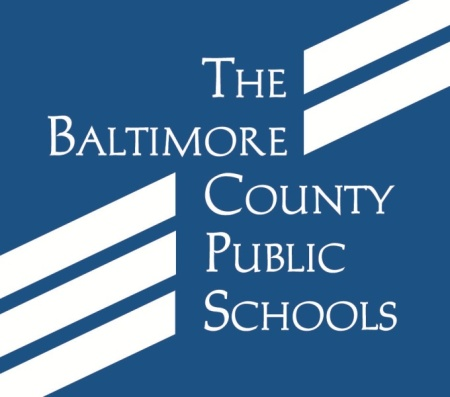 The
Baltimore
County
Public
Schools